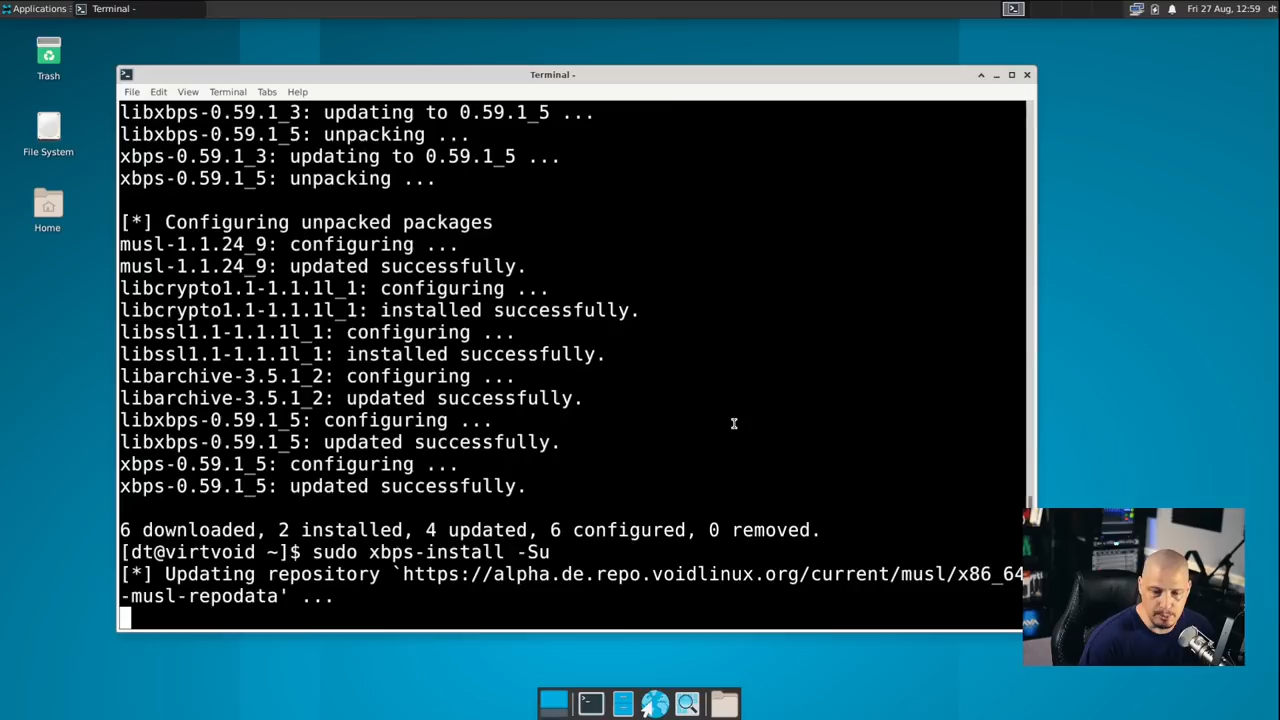 Applications
Terminal -
Fri 27 Aug, 12:59
dt
Trash
File System
Home
Terminal -
File Edit View Terminal Tabs Help
libxbps-0.59.1_3: updating to 0.59.1_5 ...
libxbps-0.59.1_5: unpacking ...
xbps-0.59.1_3: updating to 0.59.1_5 ...
xbps-0.59.1_5: unpacking ...
[*] Configuring unpacked packages
musl-1.1.24_9: configuring ...
musl-1.1.24_9: updated successfully.
libcrypto1.1-1.1.1l_1: configuring ...
libcrypto1.1-1.1.1l_1: installed successfully.
libssl1.1-1.1.1l_1: configuring ...
libssl1.1-1.1.1l_1: installed successfully.
libarchive-3.5.1_2: configuring ...
libarchive-3.5.1_2: updated successfully.
libxbps-0.59.1_5: configuring ...
libxbps-0.59.1_5: updated successfully.
xbps-0.59.1_5: configuring ...
xbps-0.59.1_5: updated successfully.
6 downloaded, 2 installed, 4 updated, 6 configured, 0 removed.
[dt@virtvoid ~]$ sudo xbps-install -Su
[*] Updating repository `https://alpha.de.repo.voidlinux.org/current/musl/x86_64
-musl-repodata' ...